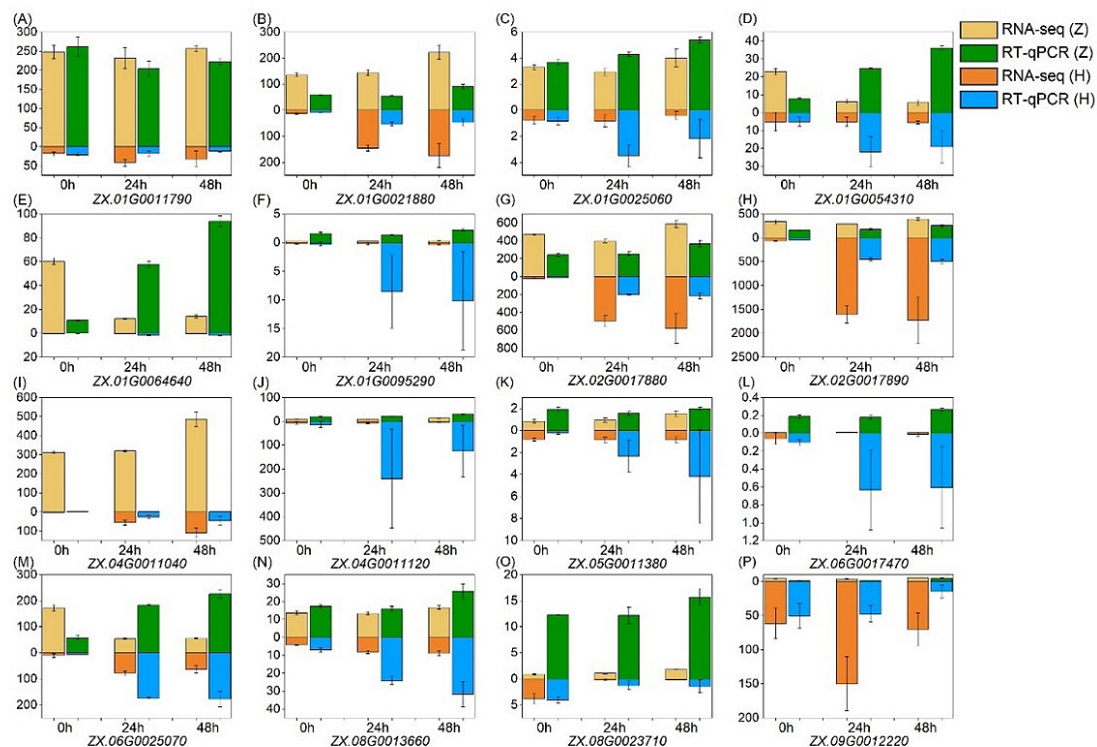 (A) (B) (C) (D)
300 250 200 150 100 50 0 50
300 200 100 0 100 200
6 4 2 0 2 4
40 30 20 10 0 10 20 30
RNA-seq (Z)
RT-qPCR (Z)
RNA-seq (H)
RT-qPCR (H)
0h 24h 48h 0h 24h 48h 0h 24h 48h 0h 24h 48h
ZX.01G0011790 ZX.01G0021880 ZX.01G0025060 ZX.01G0054310
(E) (F) (G) (H)
100 80 60 40 20 0 20
5 0 5 10 15 20
600 400 200 0 200 400 600 800
500 0 500 1000 1500 2000 2500
0h 24h 48h 0h 24h 48h 0h 24h 48h 0h 24h 48h
ZX.01G0064640 ZX.01G0095290 ZX.02G0017880 ZX.02G0017890
(I) (J) (K) (L)
600 500 400 300 200 100 0 100
100 0 100 200 300 400 500
2 0 2 4 6 8 10
0.4 0.2 0.0 0.2 0.4 0.6 0.8 1.0 1.2
0h 24h 48h 0h 24h 48h 0h 24h 48h 0h 24h 48h
ZX.04G0011040 ZX.04G0011120 ZX.05G0011380 ZX.06G0017470
(M) (N) (O) (P)
300 200 100 0 100 200
30 20 10 0 10 20 30 40
20 15 10 5 0 5
0 50 100 150 200
0h 24h 48h 0h 24h 48h 0h 24h 48h 0h 24h 48h
ZX.06G0025070 ZX.08G0013660 ZX.08G0023710 ZX.09G0012220